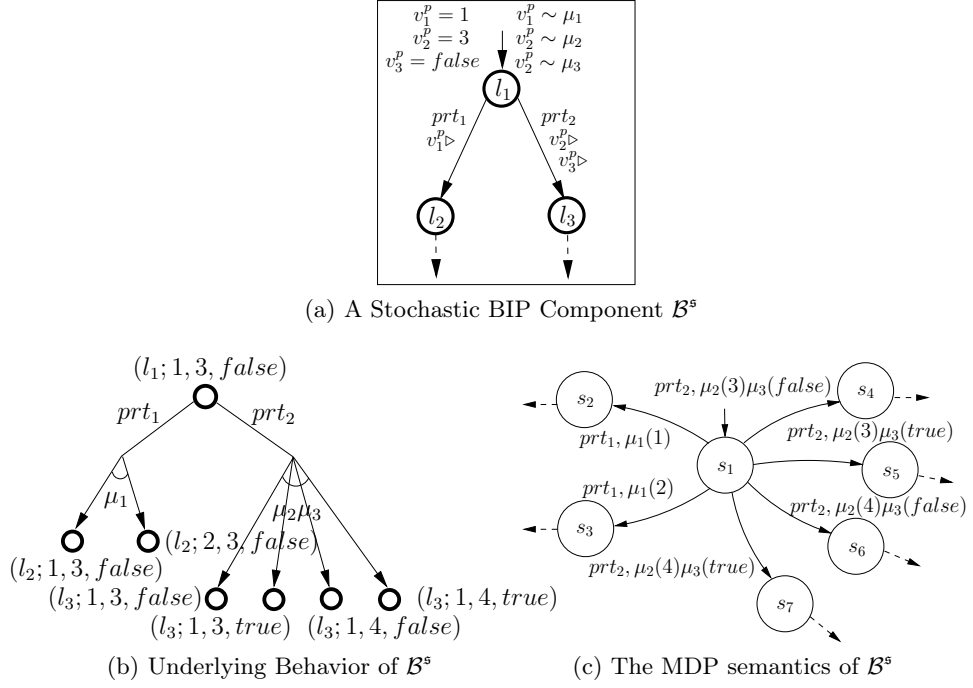 v_1^p = 1 v_1^p ∼ μ_1
v_2^p = 3 v_2^p ∼ μ_2
v_3^p = false v_2^p ∼ μ_3
l_1
prt_1 prt_2
v_1^p▷ v_2^p▷
v_3^p▷
l_2 l_3
(a) A Stochastic BIP Component 𝓑^𝔰
(l_1; 1, 3, false)
prt_1 prt_2
μ_1 μ_2μ_3
(l_2; 2, 3, false)
(l_2; 1, 3, false)
(l_3; 1, 3, false) (l_3; 1, 4, true)
(l_3; 1, 3, true) (l_3; 1, 4, false)
(b) Underlying Behavior of 𝓑^𝔰
prt_2, μ_2(3)μ_3(false)
s_2 s_4
prt_1, μ_1(1) prt_2, μ_2(3)μ_3(true)
s_1 s_5
prt_1, μ_1(2) prt_2, μ_2(4)μ_3(false)
s_3 s_6
prt_2, μ_2(4)μ_3(true)
s_7
(c) The MDP semantics of 𝓑^𝔰